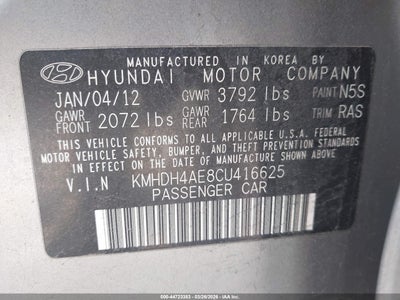 MANUFACTURED IN KOREA BY
HYUNDAI MOTOR COMPANY
JAN/04/12 GVWR 3792 lbs PAINT N5S
GAWR FRONT 2072 lbs GAWR REAR 1764 lbs TRIM RAS
THIS VEHICLE CONFORMS TO ALL APPLICABLE U.S.A. FEDERAL
MOTOR VEHICLE SAFETY, BUMPER, AND THEFT PREVENTION
STANDARDS IN EFFECT ON THE DATE OF MANUFACTURE
SHOWN ABOVE.
V.I.N KMHDH4AE8CU416625
PASSENGER CAR